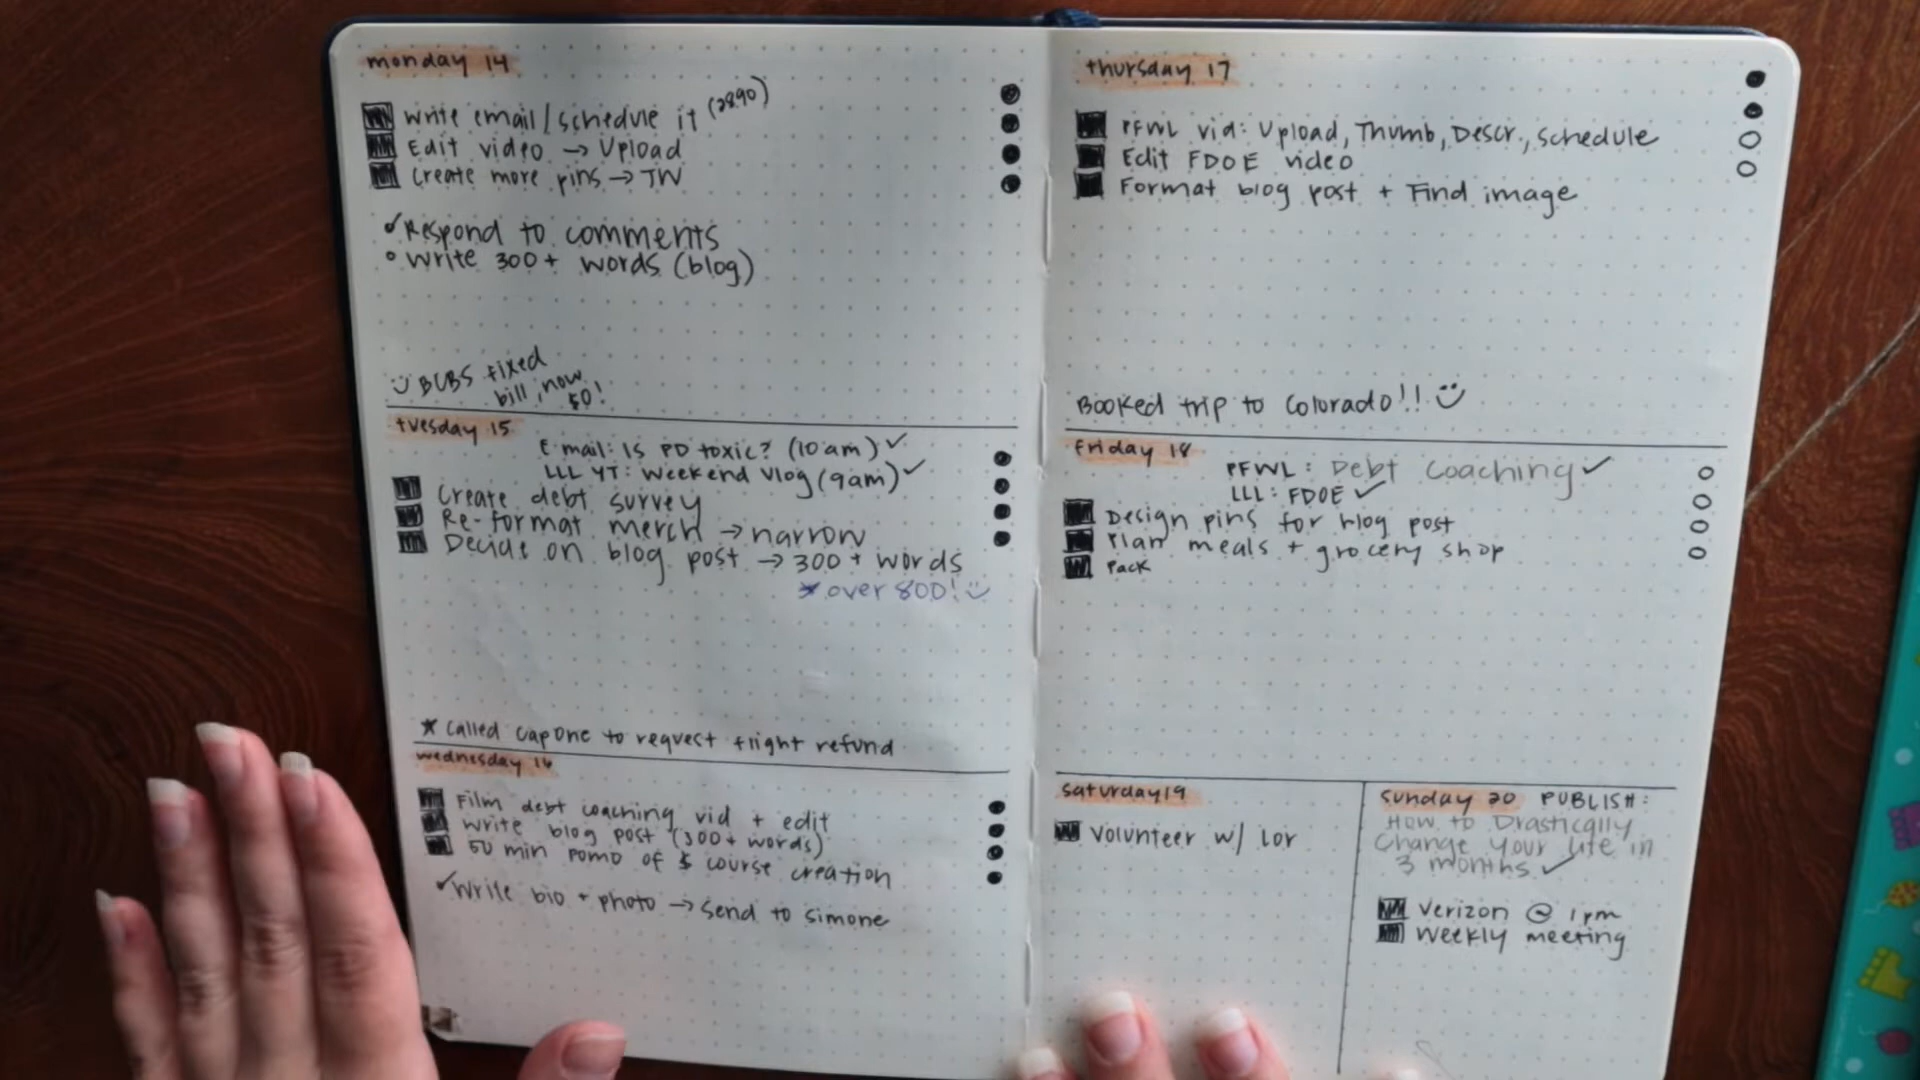 monday 14
Write email/schedule it (2890)
Edit video → Upload
Create more pins → TW
✓ Respond to comments
° Write 300+ words (blog)
BCBS fixed
bill, now
$0!
tuesday 15
E-mail: Is PD toxic? (10am) ✓
LLL YT: Weekend Vlog (9am) ✓
Create debt survey
Re-format merch → narrow
Decide on blog post → 300+ words
* over 800!
* Called CapOne to request flight refund
wednesday 16
Film debt coaching vid + edit
Write blog post (300+ words)
50 min pomo of $ course creation
✓ Write bio + photo → send to Simone
thursday 17
PFWL vid: Upload, Thumb, Descr., Schedule
Edit FDOE video
Format blog post + Find image
Booked trip to Colorado!!
Friday 18
PFWL: Debt Coaching ✓
LLL: FDOE ✓
Design pins for blog post
Plan meals + grocery shop
Pack
Saturday 19
Volunteer w/ Lor
Sunday 20 PUBLISH:
How to Drastically
Change Your Life in
3 months ✓
Verizon @ 1pm
Weekly meeting